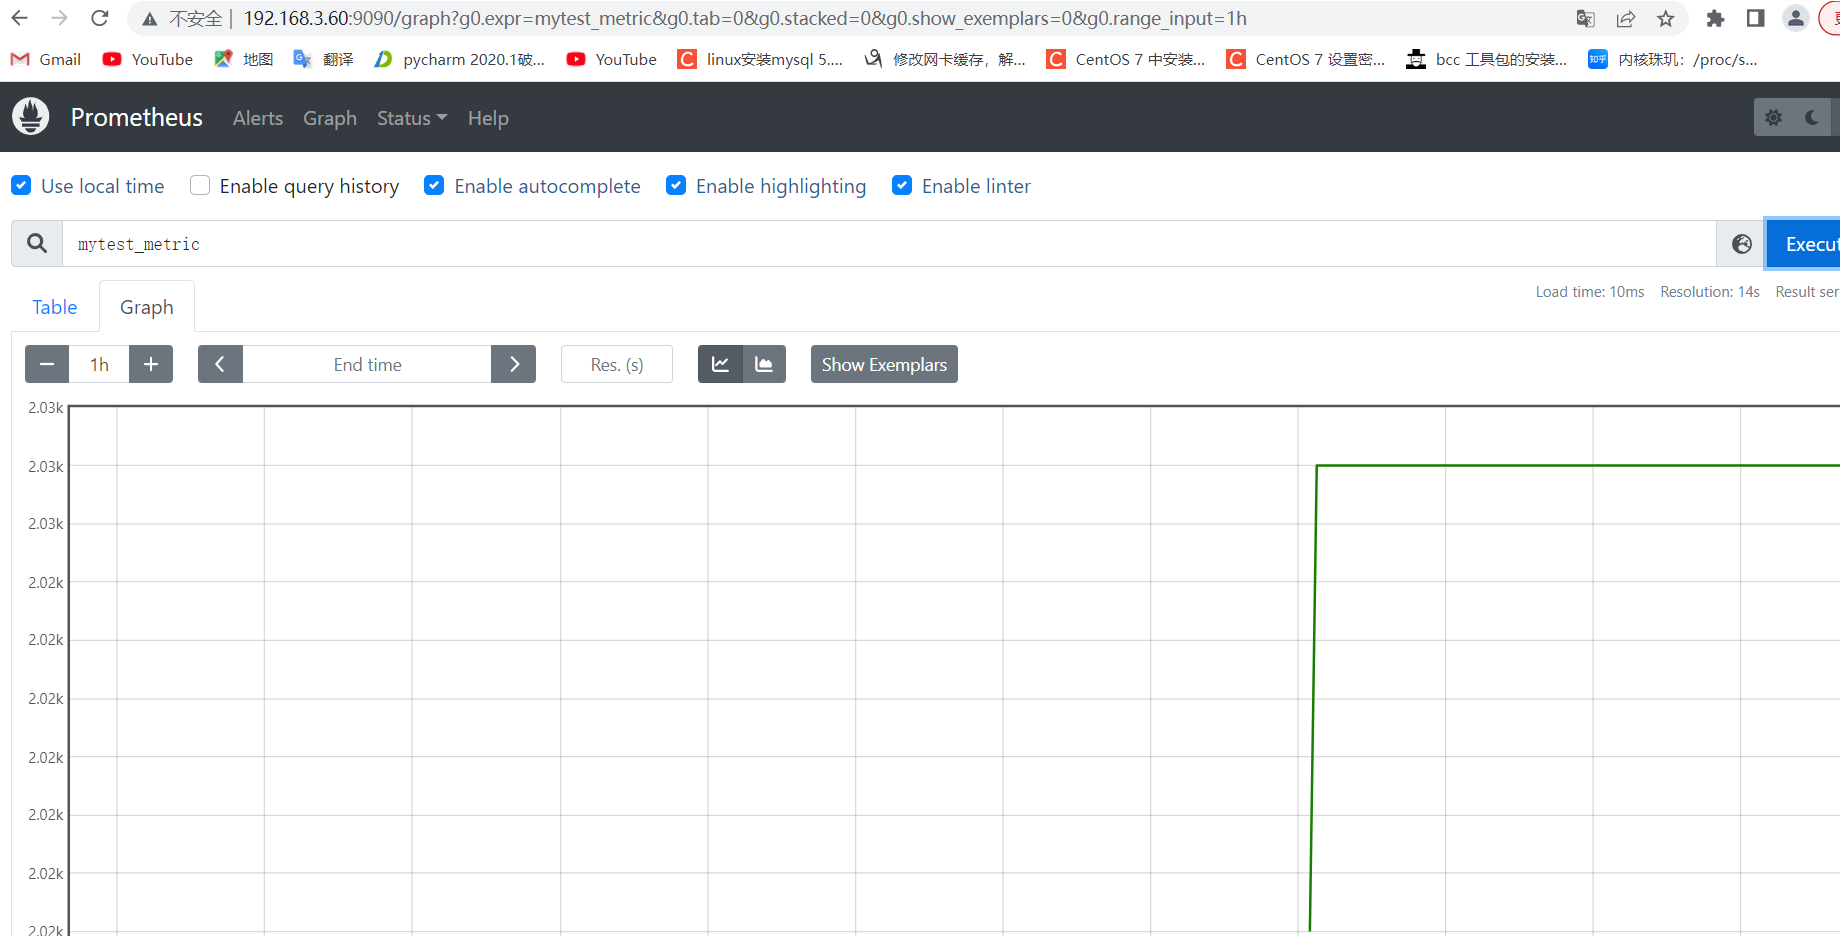 不安全 | 192.168.3.60:9090/graph?g0.expr=mytest_metric&g0.tab=0&g0.stacked=0&g0.show_exemplars=0&g0.range_input=1h
Gmail YouTube 地图 翻译 pycharm 2020.1破... YouTube linux安装mysql 5.... 修改网卡缓存，解... CentOS 7 中安装... CentOS 7 设置密... bcc 工具包的安装... 知乎 内核珠玑：/proc/s...
Prometheus Alerts Graph Status Help
Use local time Enable query history Enable autocomplete Enable highlighting Enable linter
mytest_metric Execut
Load time: 10ms Resolution: 14s Result ser
Table Graph
1h End time Res. (s) Show Exemplars
2.03k
2.03k
2.03k
2.02k
2.02k
2.02k
2.02k
2.02k
2.02k
2.02k